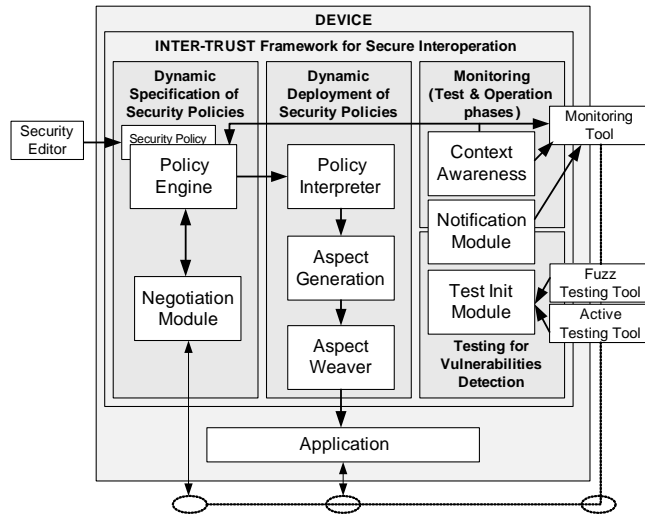 DEVICE
INTER-TRUST Framework for Secure Interoperation
Dynamic
Specification of
Security Policies
Dynamic
Deployment of
Security Policies
Monitoring
(Test & Operation
phases)
Security
Editor
Security Policy
Policy
Engine
Negotiation
Module
Policy
Interpreter
Aspect
Generation
Aspect
Weaver
Context
Awareness
Notification
Module
Test Init
Module
Testing for
Vulnerabilities
Detection
Monitoring
Tool
Fuzz
Testing Tool
Active
Testing Tool
Application